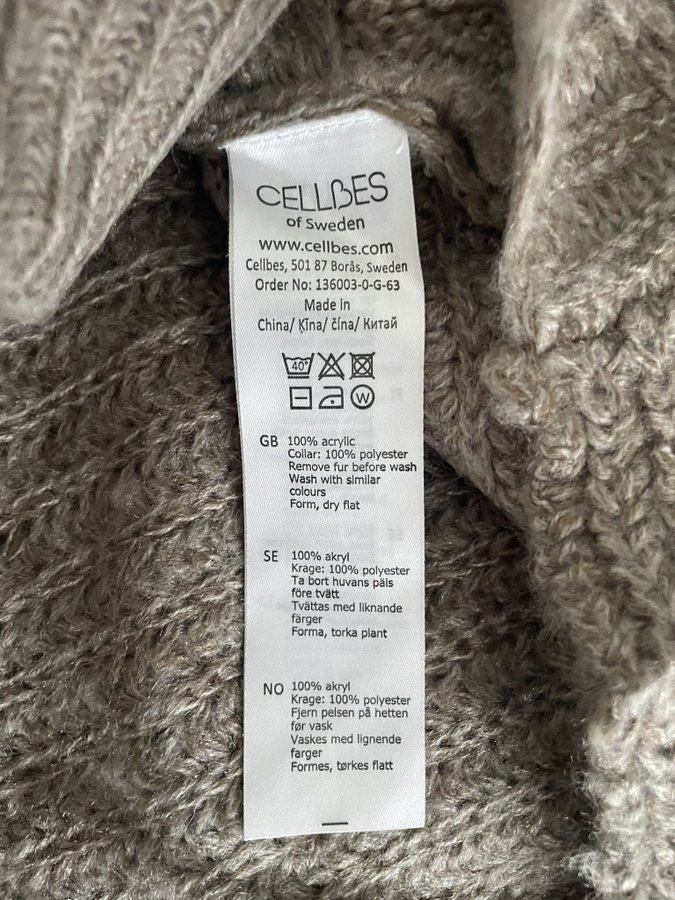 CELLBES
of Sweden
www.cellbes.com
Cellbes, 501 87 Borås, Sweden
Order No: 136003-0-G-63
Made in
China/ Ķīna/ čína/ Китай
40°
W
GB 100% acrylic
Collar: 100% polyester
Remove fur before wash
Wash with similar
colours
Form, dry flat
SE 100% akryl
Krage: 100% polyester
Ta bort huvans päls
före tvätt
Tvättas med liknande
färger
Forma, torka plant
NO 100% akryl
Krage: 100% polyester
Fjern pelsen på hetten
før vask
Vaskes med lignende
farger
Formes, tørkes flatt